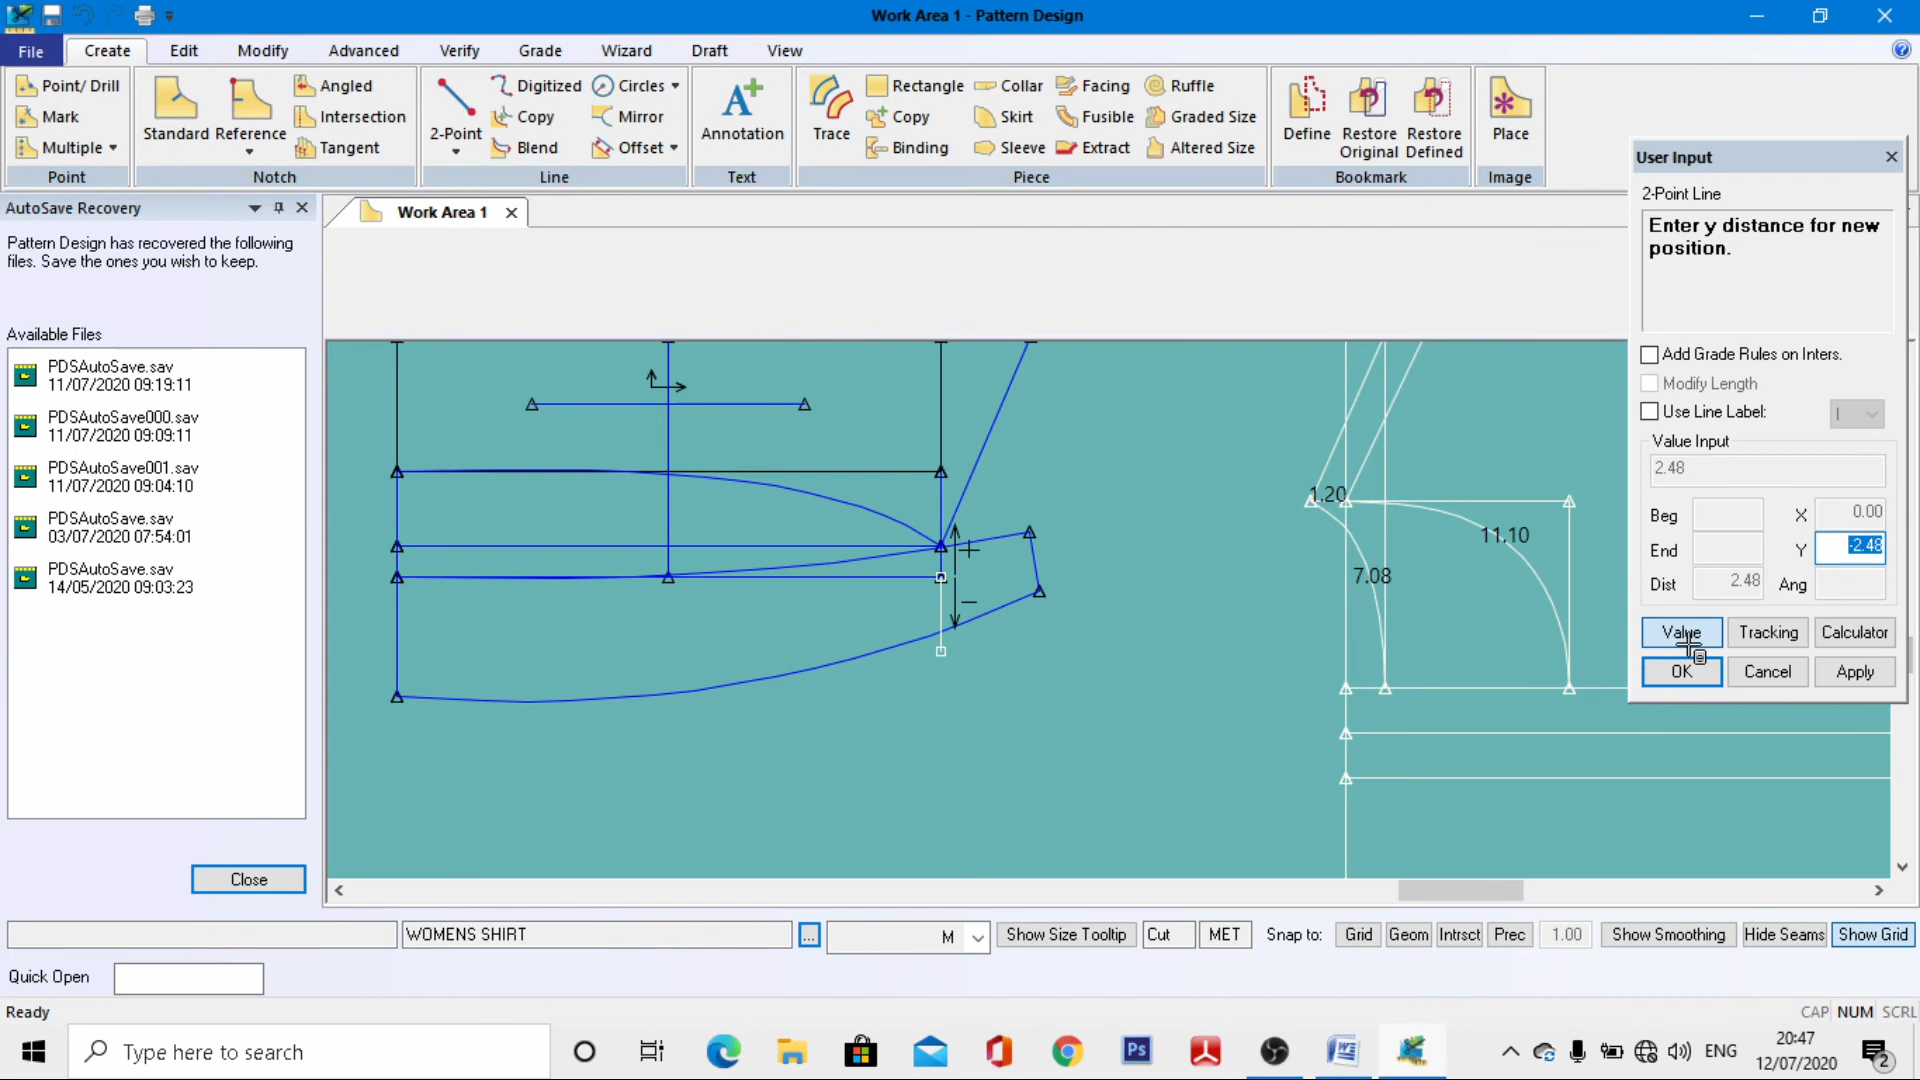 Work Area 1 - Pattern Design
File Create Edit Modify Advanced Verify Grade Wizard Draft View
Point/ Drill
Mark
Multiple
Point
Standard
Reference
Angled
Intersection
Tangent
Notch
2-Point
Digitized
Copy
Blend
Circles
Mirror
Offset
Line
Annotation
Text
Trace
Rectangle
Copy
Binding
Collar
Skirt
Sleeve
Facing
Fusible
Extract
Ruffle
Graded Size
Altered Size
Piece
Define
Restore
Original
Restore
Defined
Bookmark
Place
Image
AutoSave Recovery
Pattern Design has recovered the following
files. Save the ones you wish to keep.
Available Files
PDSAutoSave.sav
11/07/2020 09:19:11
PDSAutoSave000.sav
11/07/2020 09:09:11
PDSAutoSave001.sav
11/07/2020 09:04:10
PDSAutoSave.sav
03/07/2020 07:54:01
PDSAutoSave.sav
14/05/2020 09:03:23
Close
Work Area 1
1.20
11.10
7.08
User Input
2-Point Line
Enter y distance for new
position.
Add Grade Rules on Inters.
Modify Length
Use Line Label: I
Value Input
2.48
Beg X 0.00
End Y -2.48
Dist 2.48 Ang
Value Tracking Calculator
OK Cancel Apply
WOMENS SHIRT ... M Show Size Tooltip Cut MET Snap to: Grid Geom Intrsct Prec 1.00 Show Smoothing Hide Seams Show Grid
Quick Open
Ready CAP NUM SCRL
Type here to search
Ps
ENG
20:47
12/07/2020
2